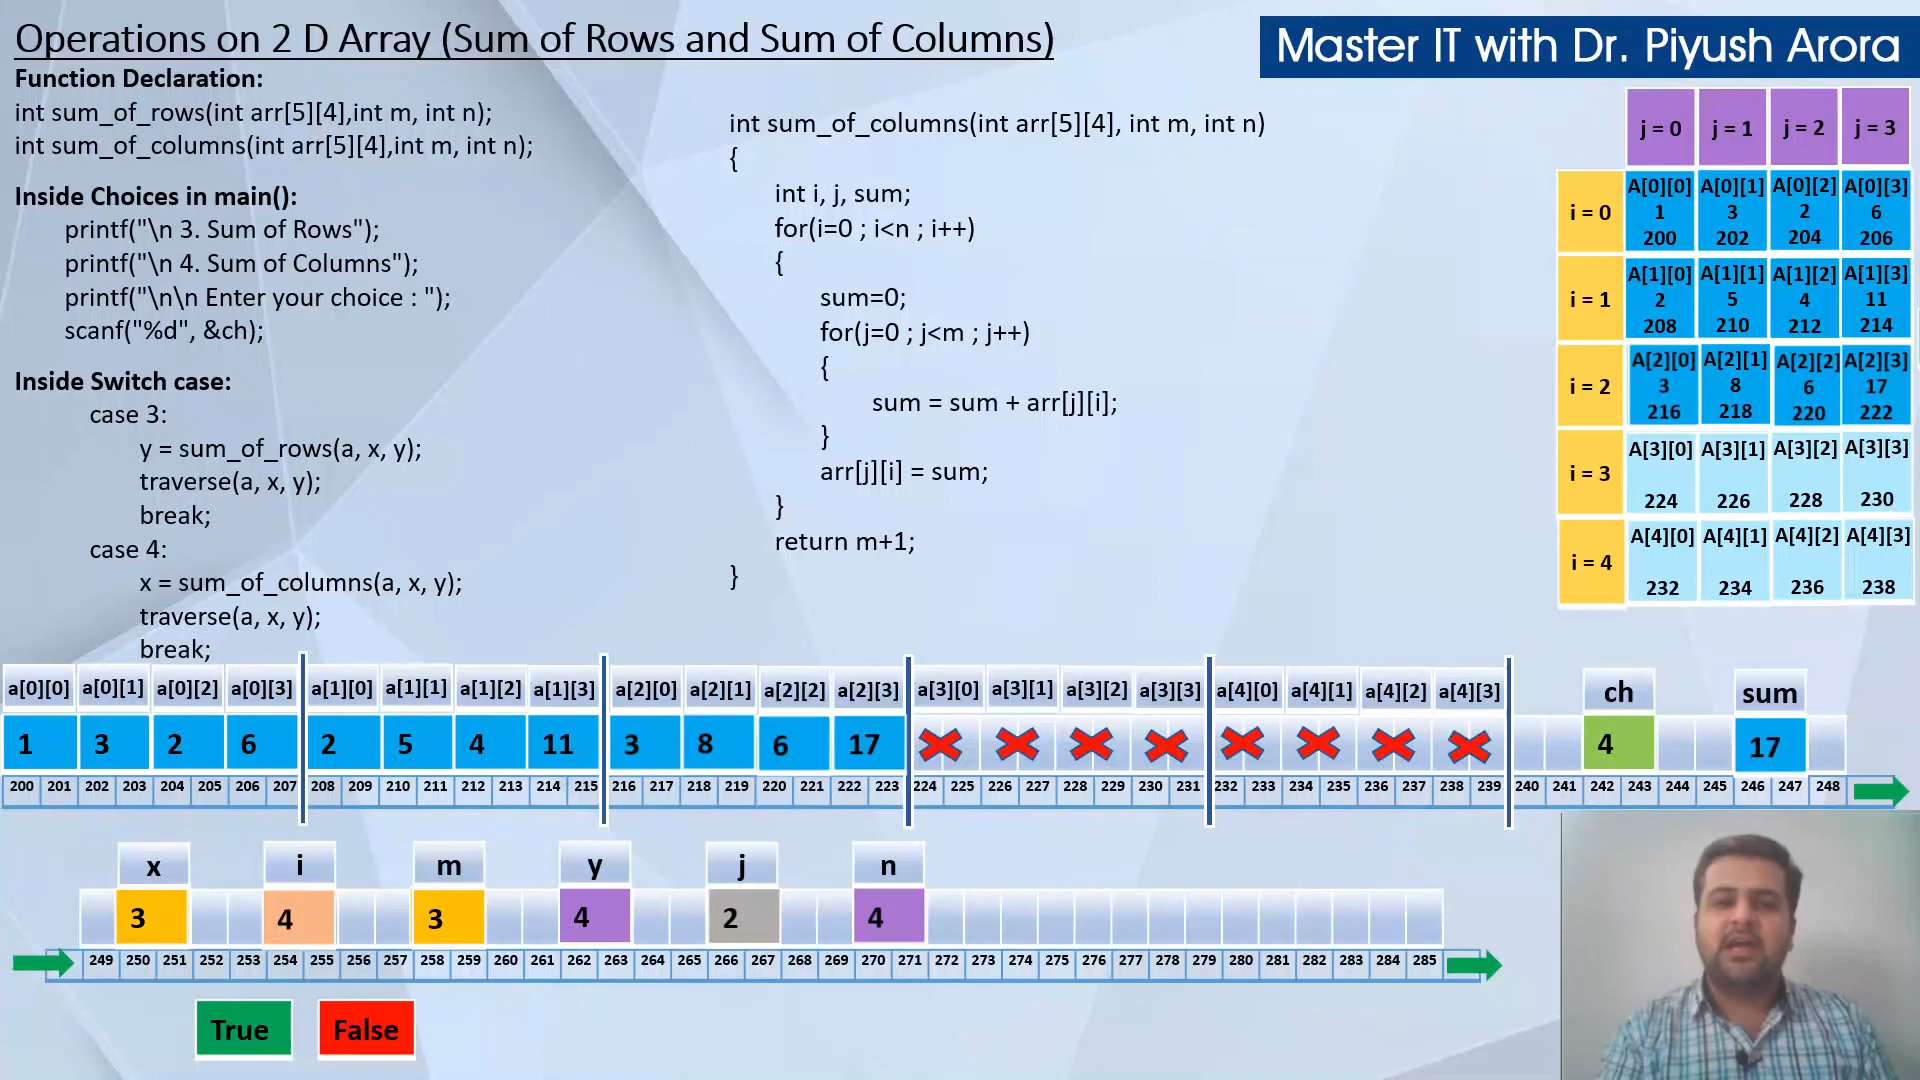 Operations on 2 D Array (Sum of Rows and Sum of Columns)
Master IT with Dr. Piyush Arora
Function Declaration:
int sum_of_rows(int arr[5][4],int m, int n);
int sum_of_columns(int arr[5][4],int m, int n);
Inside Choices in main():
printf("\n 3. Sum of Rows");
printf("\n 4. Sum of Columns");
printf("\n\n Enter your choice : ");
scanf("%d", &ch);
Inside Switch case:
case 3:
y = sum_of_rows(a, x, y);
traverse(a, x, y);
break;
case 4:
x = sum_of_columns(a, x, y);
traverse(a, x, y);
break;
int sum_of_columns(int arr[5][4], int m, int n)
{
int i, j, sum;
for(i=0 ; i<n ; i++)
{
sum=0;
for(j=0 ; j<m ; j++)
{
sum = sum + arr[j][i];
}
arr[j][i] = sum;
}
return m+1;
}
j = 0 j = 1 j = 2 j = 3
A[0][0] A[0][1] A[0][2] A[0][3]
i = 0 1 3 2 6
200 202 204 206
A[1][0] A[1][1] A[1][2] A[1][3]
i = 1 2 5 4 11
208 210 212 214
A[2][0] A[2][1] A[2][2] A[2][3]
i = 2 3 8 6 17
216 218 220 222
A[3][0] A[3][1] A[3][2] A[3][3]
i = 3
224 226 228 230
A[4][0] A[4][1] A[4][2] A[4][3]
i = 4
232 234 236 238
a[0][0] a[0][1] a[0][2] a[0][3] a[1][0] a[1][1] a[1][2] a[1][3] a[2][0] a[2][1] a[2][2] a[2][3] a[3][0] a[3][1] a[3][2] a[3][3] a[4][0] a[4][1] a[4][2] a[4][3] ch sum
1 3 2 6 2 5 4 11 3 8 6 17 4 17
200 201 202 203 204 205 206 207 208 209 210 211 212 213 214 215 216 217 218 219 220 221 222 223 224 225 226 227 228 229 230 231 232 233 234 235 236 237 238 239 240 241 242 243 244 245 246 247 248
x i m y j n
3 4 3 4 2 4
249 250 251 252 253 254 255 256 257 258 259 260 261 262 263 264 265 266 267 268 269 270 271 272 273 274 275 276 277 278 279 280 281 282 283 284 285
True False